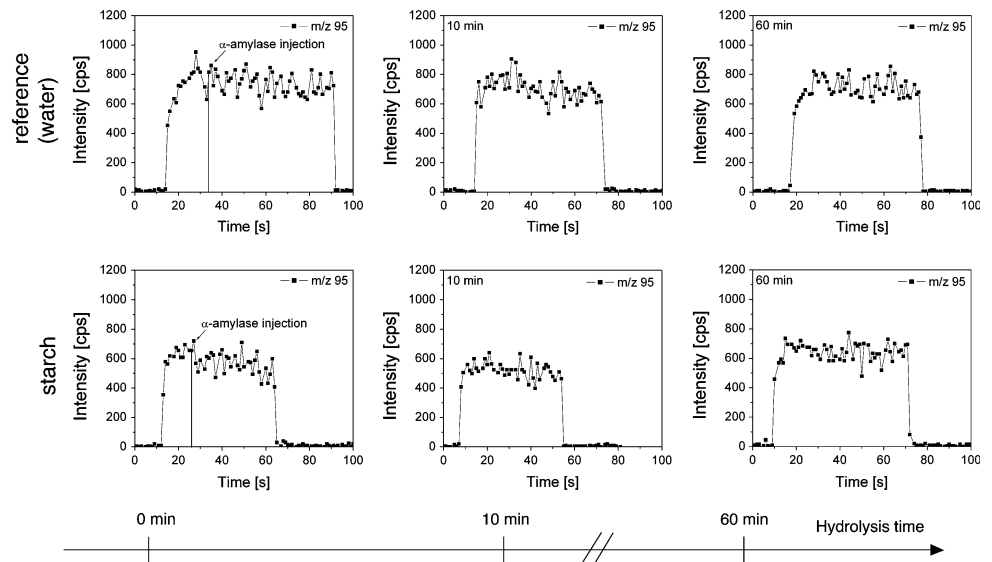 reference
(water)
Intensity [cps]
1200
1000
800
600
400
200
0
m/z 95
α-amylase injection
0 20 40 60 80 100
Time [s]
Intensity [cps]
1200
1000
800
600
400
200
0
10 min
m/z 95
0 20 40 60 80 100
Time [s]
Intensity [cps]
1200
1000
800
600
400
200
0
60 min
m/z 95
0 20 40 60 80 100
Time [s]
starch
Intensity [cps]
1200
1000
800
600
400
200
0
m/z 95
α-amylase injection
0 20 40 60 80 100
Time [s]
Intensity [cps]
1200
1000
800
600
400
200
0
10 min
m/z 95
0 20 40 60 80 100
Time [s]
Intensity [cps]
1200
1000
800
600
400
200
0
60 min
m/z 95
0 20 40 60 80 100
Time [s]
0 min
10 min
60 min
Hydrolysis time